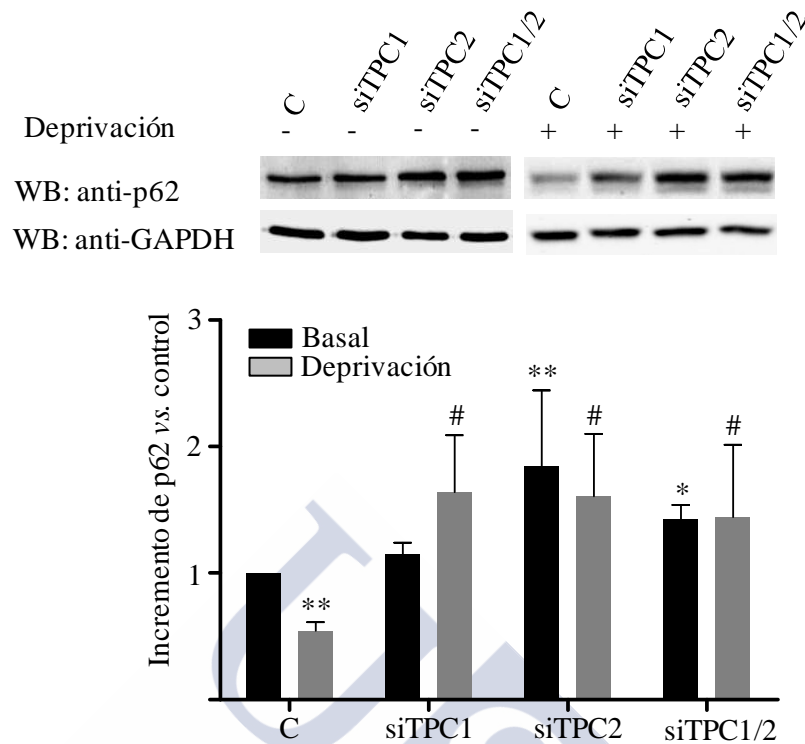 C siTPC1 siTPC2 siTPC1/2 C siTPC1 siTPC2 siTPC1/2
Deprivación - - - - + + + +
WB: anti-p62
WB: anti-GAPDH
Incremento de p62 vs. control
3
2
1
Basal
Deprivación
** # ** # * #
C siTPC1 siTPC2 siTPC1/2